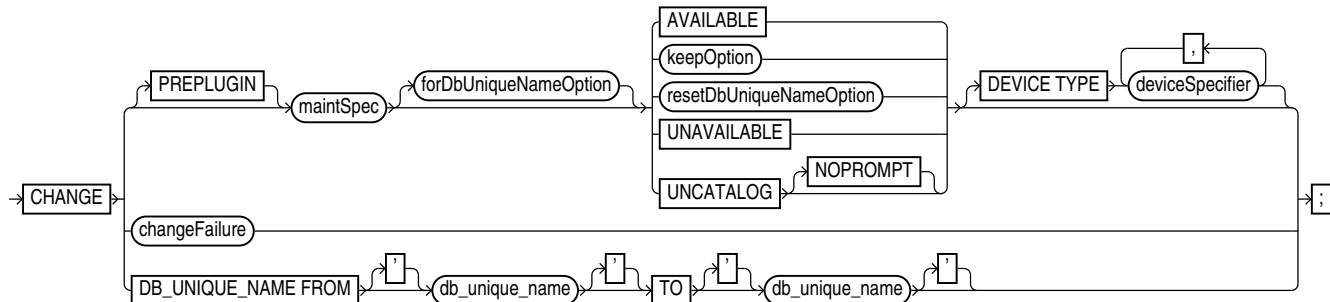 AVAILABLE
,
PREPLUGIN forDbUniqueNameOption keepOption DEVICE TYPE deviceSpecifier
maintSpec resetDbUniqueNameOption
UNAVAILABLE
NOPROMPT
CHANGE UNCATALOG ;
changeFailure
' ' ' '
DB_UNIQUE_NAME FROM db_unique_name TO db_unique_name